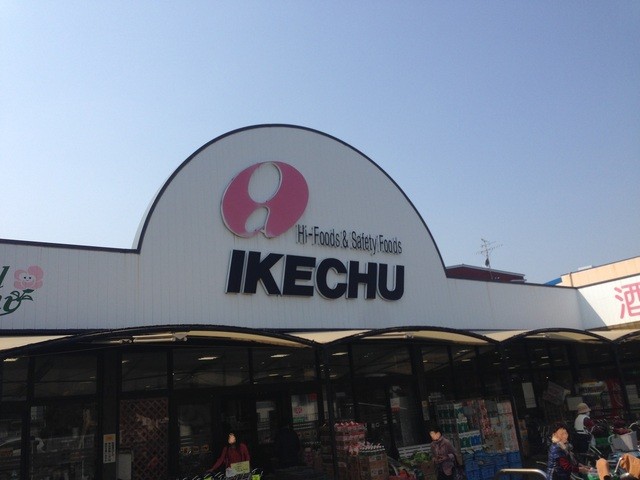 Hi-Foods & Safety Foods
IKECHU
酒